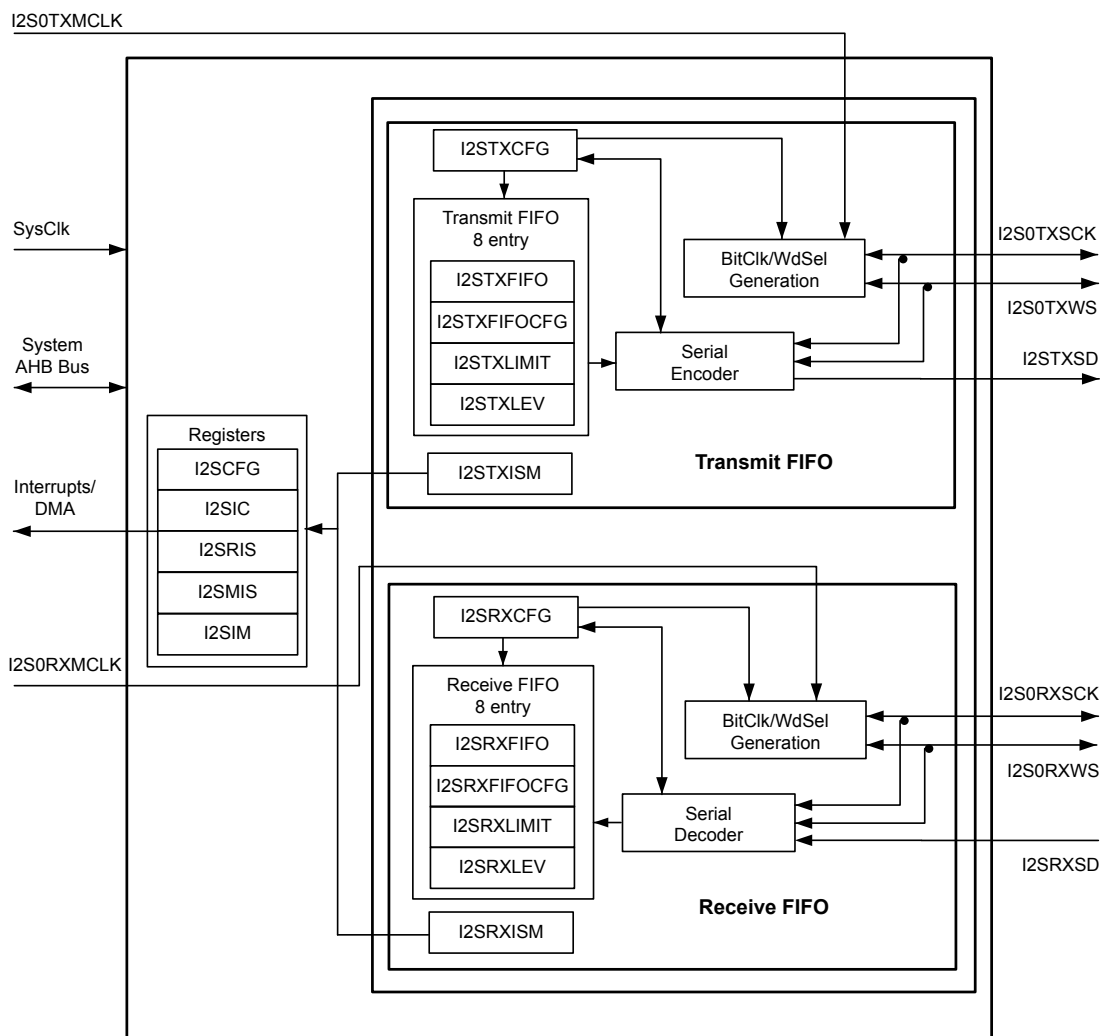 I2S0TXMCLK
I2STXCFG
Transmit FIFO
8 entry
I2STXFIFO
I2STXFIFOCFG
I2STXLIMIT
I2STXLEV
I2STXISM
BitClk/WdSel
Generation
Serial
Encoder
Transmit FIFO
SysClk
System
AHB Bus
Interrupts/
DMA
I2S0RXMCLK
Registers
I2SCFG
I2SIC
I2SRIS
I2SMIS
I2SIM
I2S0TXSCK
I2S0TXWS
I2STXSD
I2SRXCFG
Receive FIFO
8 entry
I2SRXFIFO
I2SRXFIFOCFG
I2SRXLIMIT
I2SRXLEV
I2SRXISM
BitClk/WdSel
Generation
Serial
Decoder
Receive FIFO
I2S0RXSCK
I2S0RXWS
I2SRXSD